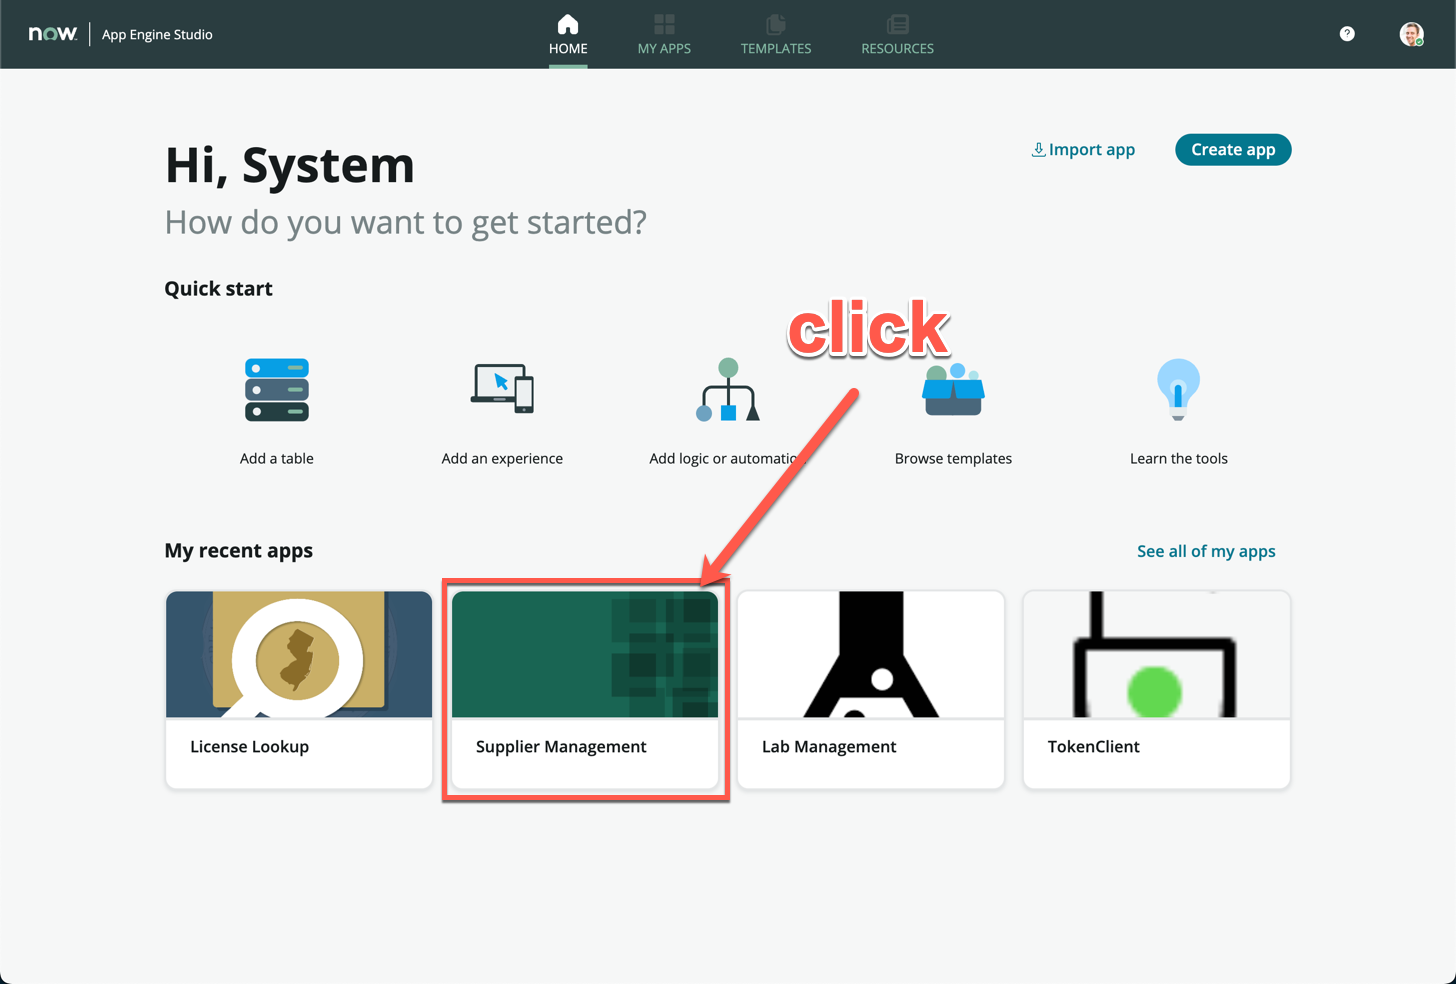 now App Engine Studio
HOME
MY APPS
TEMPLATES
RESOURCES
?
Hi, System
Import app
Create app
How do you want to get started?
Quick start
click
Add a table
Add an experience
Add logic or automation
Browse templates
Learn the tools
My recent apps
See all of my apps
License Lookup
Supplier Management
Lab Management
TokenClient